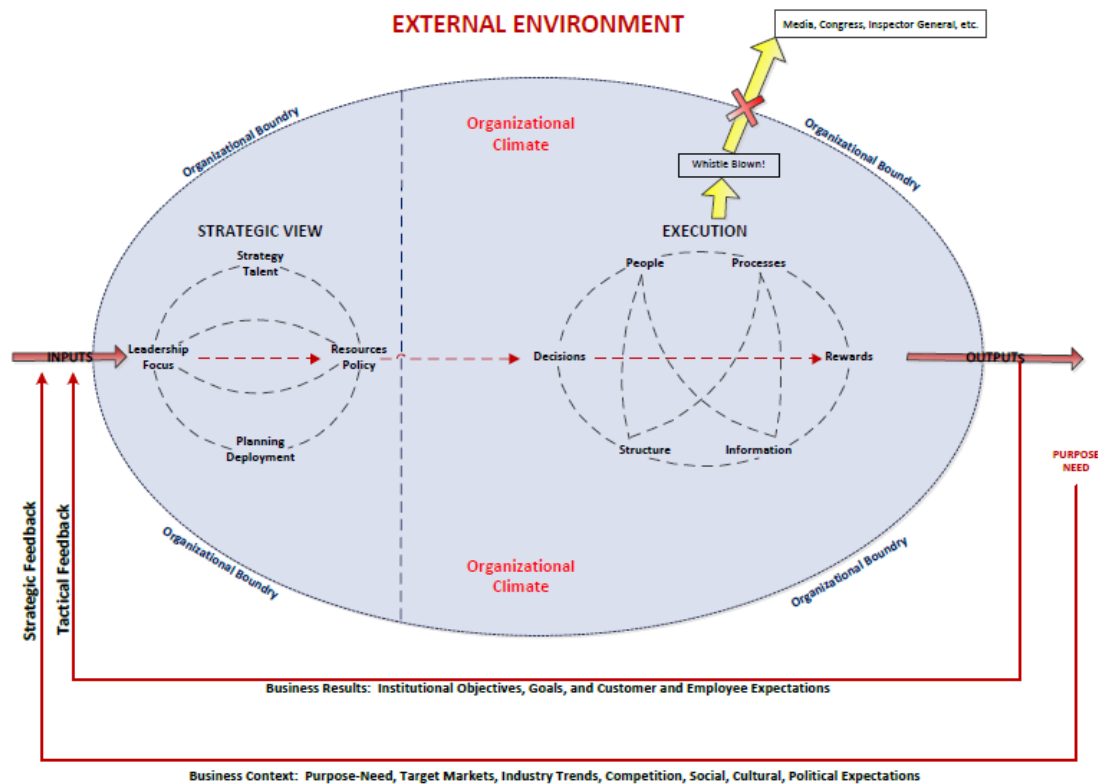 EXTERNAL ENVIRONMENT
Media, Congress, Inspector General, etc.
Organizational Boundry
Organizational
Climate
Organizational Boundry
Whistle Blown!
STRATEGIC VIEW
Strategy
Talent
EXECUTION
People
Processes
INPUTS
Leadership
Focus
Resources
Policy
Decisions
Rewards
OUTPUTS
Planning
Deployment
Structure
Information
PURPOSE
NEED
Strategic Feedback
Tactical Feedback
Organizational Boundry
Organizational
Climate
Organizational Boundry
Business Results: Institutional Objectives, Goals, and Customer and Employee Expectations
Business Context: Purpose-Need, Target Markets, Industry Trends, Competition, Social, Cultural, Political Expectations